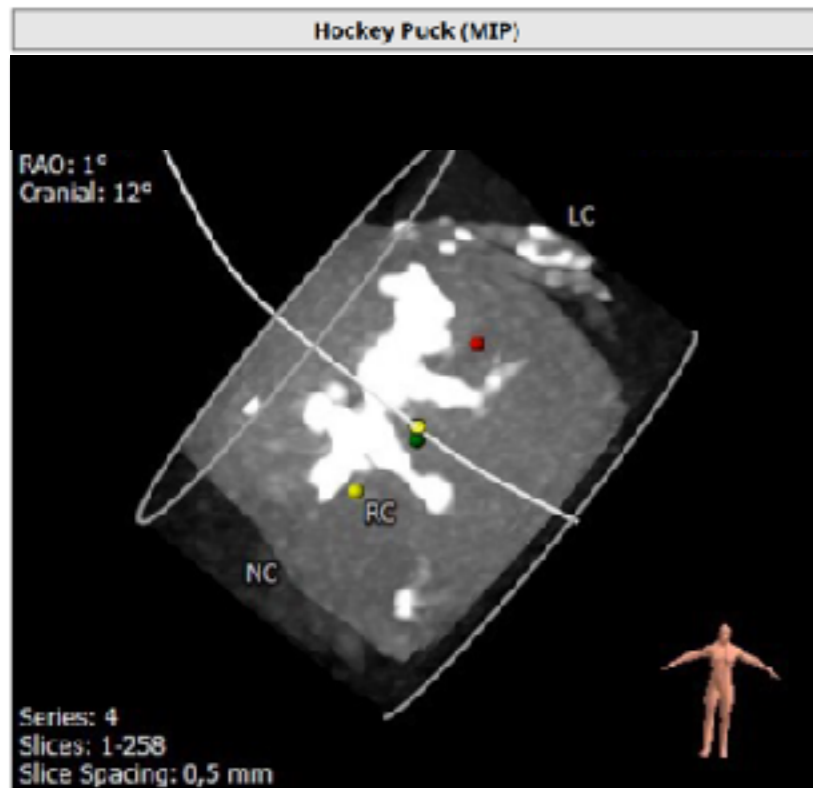 Hockey Puck (MIP)
RAO: 1°
Cranial: 12°
LC
RC
NC
Series: 4
Slices: 1-258
Slice Spacing: 0,5 mm